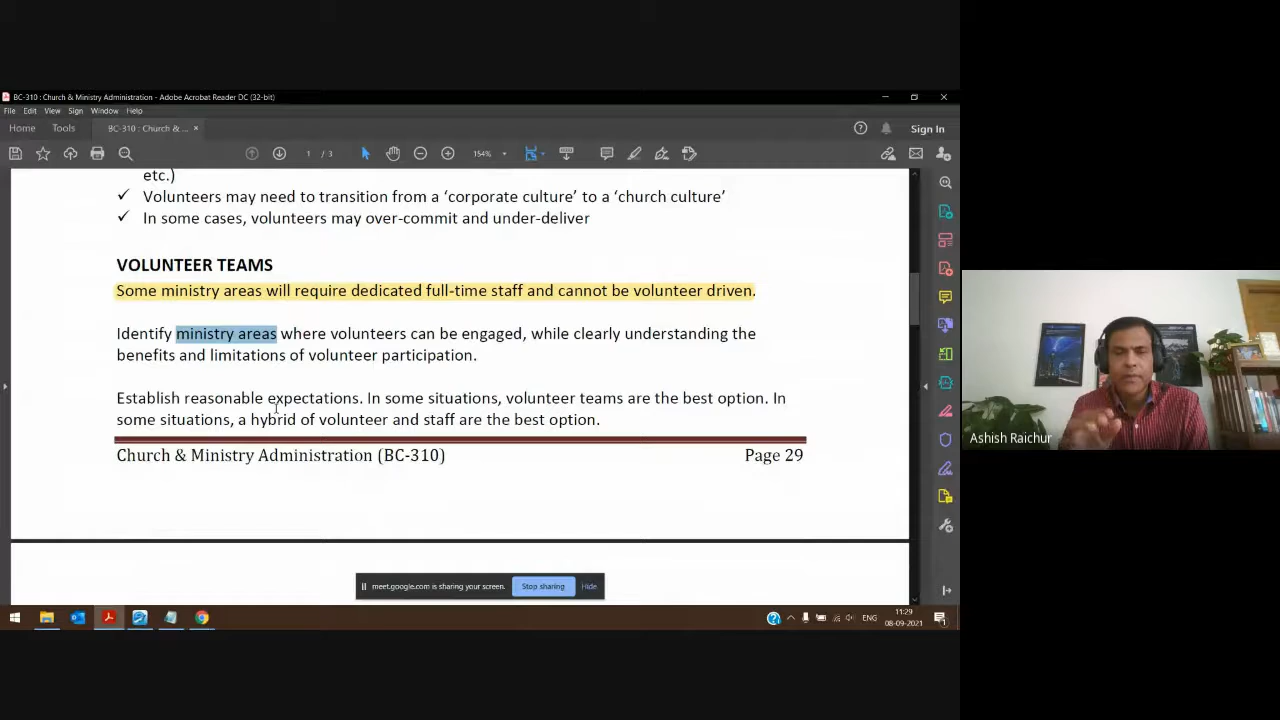 BC-310 : Church & Ministry Administration - Adobe Acrobat Reader DC (32-bit)
File Edit View Sign Window Help
Home Tools BC-310 : Church & ... × Sign In
1 / 3 154%
etc.)
✓ Volunteers may need to transition from a ‘corporate culture’ to a ‘church culture’
✓ In some cases, volunteers may over-commit and under-deliver
VOLUNTEER TEAMS
Some ministry areas will require dedicated full-time staff and cannot be volunteer driven.
Identify ministry areas where volunteers can be engaged, while clearly understanding the
benefits and limitations of volunteer participation.
Establish reasonable expectations. In some situations, volunteer teams are the best option. In
some situations, a hybrid of volunteer and staff are the best option.
Church & Ministry Administration (BC-310) Page 29
meet.google.com is sharing your screen. Stop sharing Hide
ENG
11:29
08-09-2021
Ashish Raichur